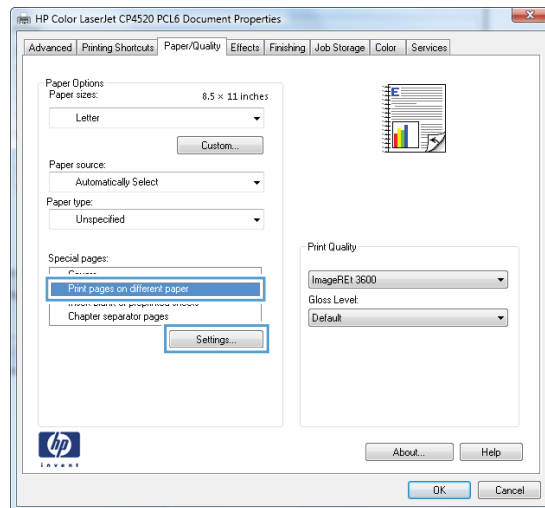 HP Color LaserJet CP4520 PCL6 Document Properties
Advanced Printing Shortcuts Paper/Quality Effects Finishing Job Storage Color Services
Paper Options
Paper sizes: 8.5 × 11 inches
Letter
Custom...
Paper source:
Automatically Select
Paper type:
Unspecified
Special pages:
Print pages on different paper
Chapter separator pages
Settings...
E
Print Quality
ImageREt 3600
Gloss Level:
Default
hp
invent
About... Help
OK Cancel